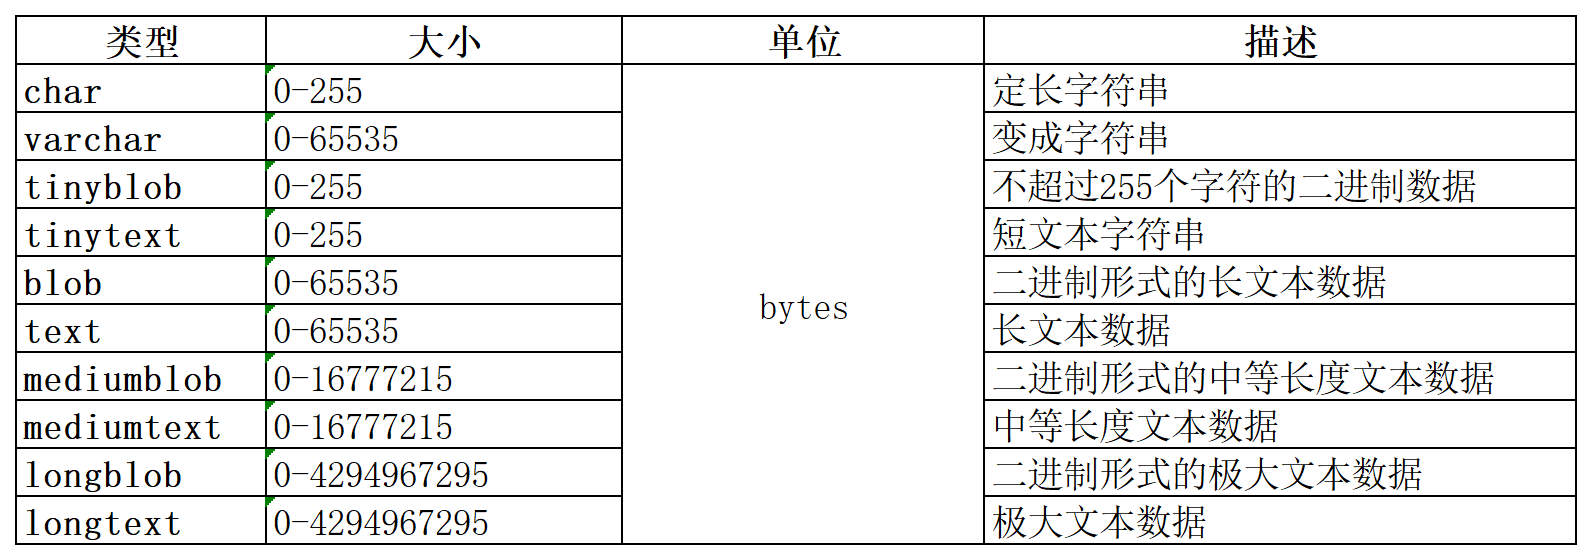 类型 大小 单位 描述
char 0-255 定长字符串
varchar 0-65535 变成字符串
tinyblob 0-255 不超过255个字符的二进制数据
tinytext 0-255 短文本字符串
blob 0-65535 二进制形式的长文本数据
bytes
text 0-65535 长文本数据
mediumblob 0-16777215 二进制形式的中等长度文本数据
mediumtext 0-16777215 中等长度文本数据
longblob 0-4294967295 二进制形式的极大文本数据
longtext 0-4294967295 极大文本数据